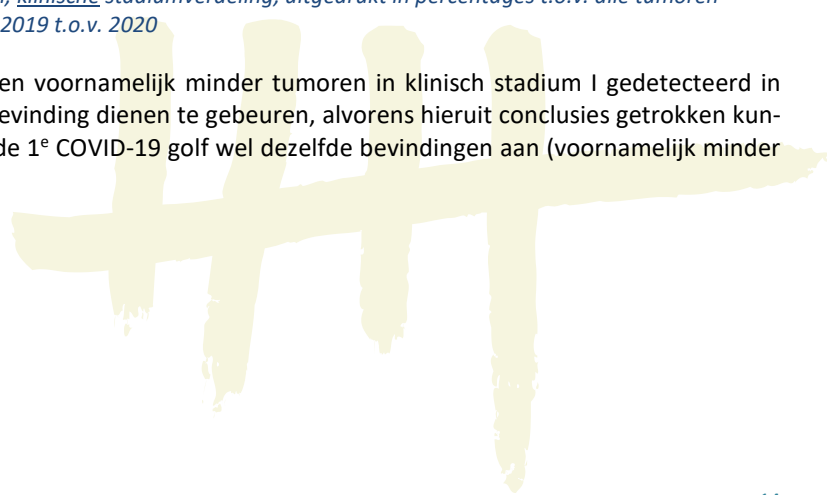 klinische stadiumverdeling, uitgedrukt in percentages t.o.v. alle tumoren
2019 t.o.v. 2020
en voornamelijk minder tumoren in klinisch stadium I gedetecteerd in
evinding dienen te gebeuren, alvorens hieruit conclusies getrokken kun-
de 1e COVID-19 golf wel dezelfde bevindingen aan (voornamelijk minder